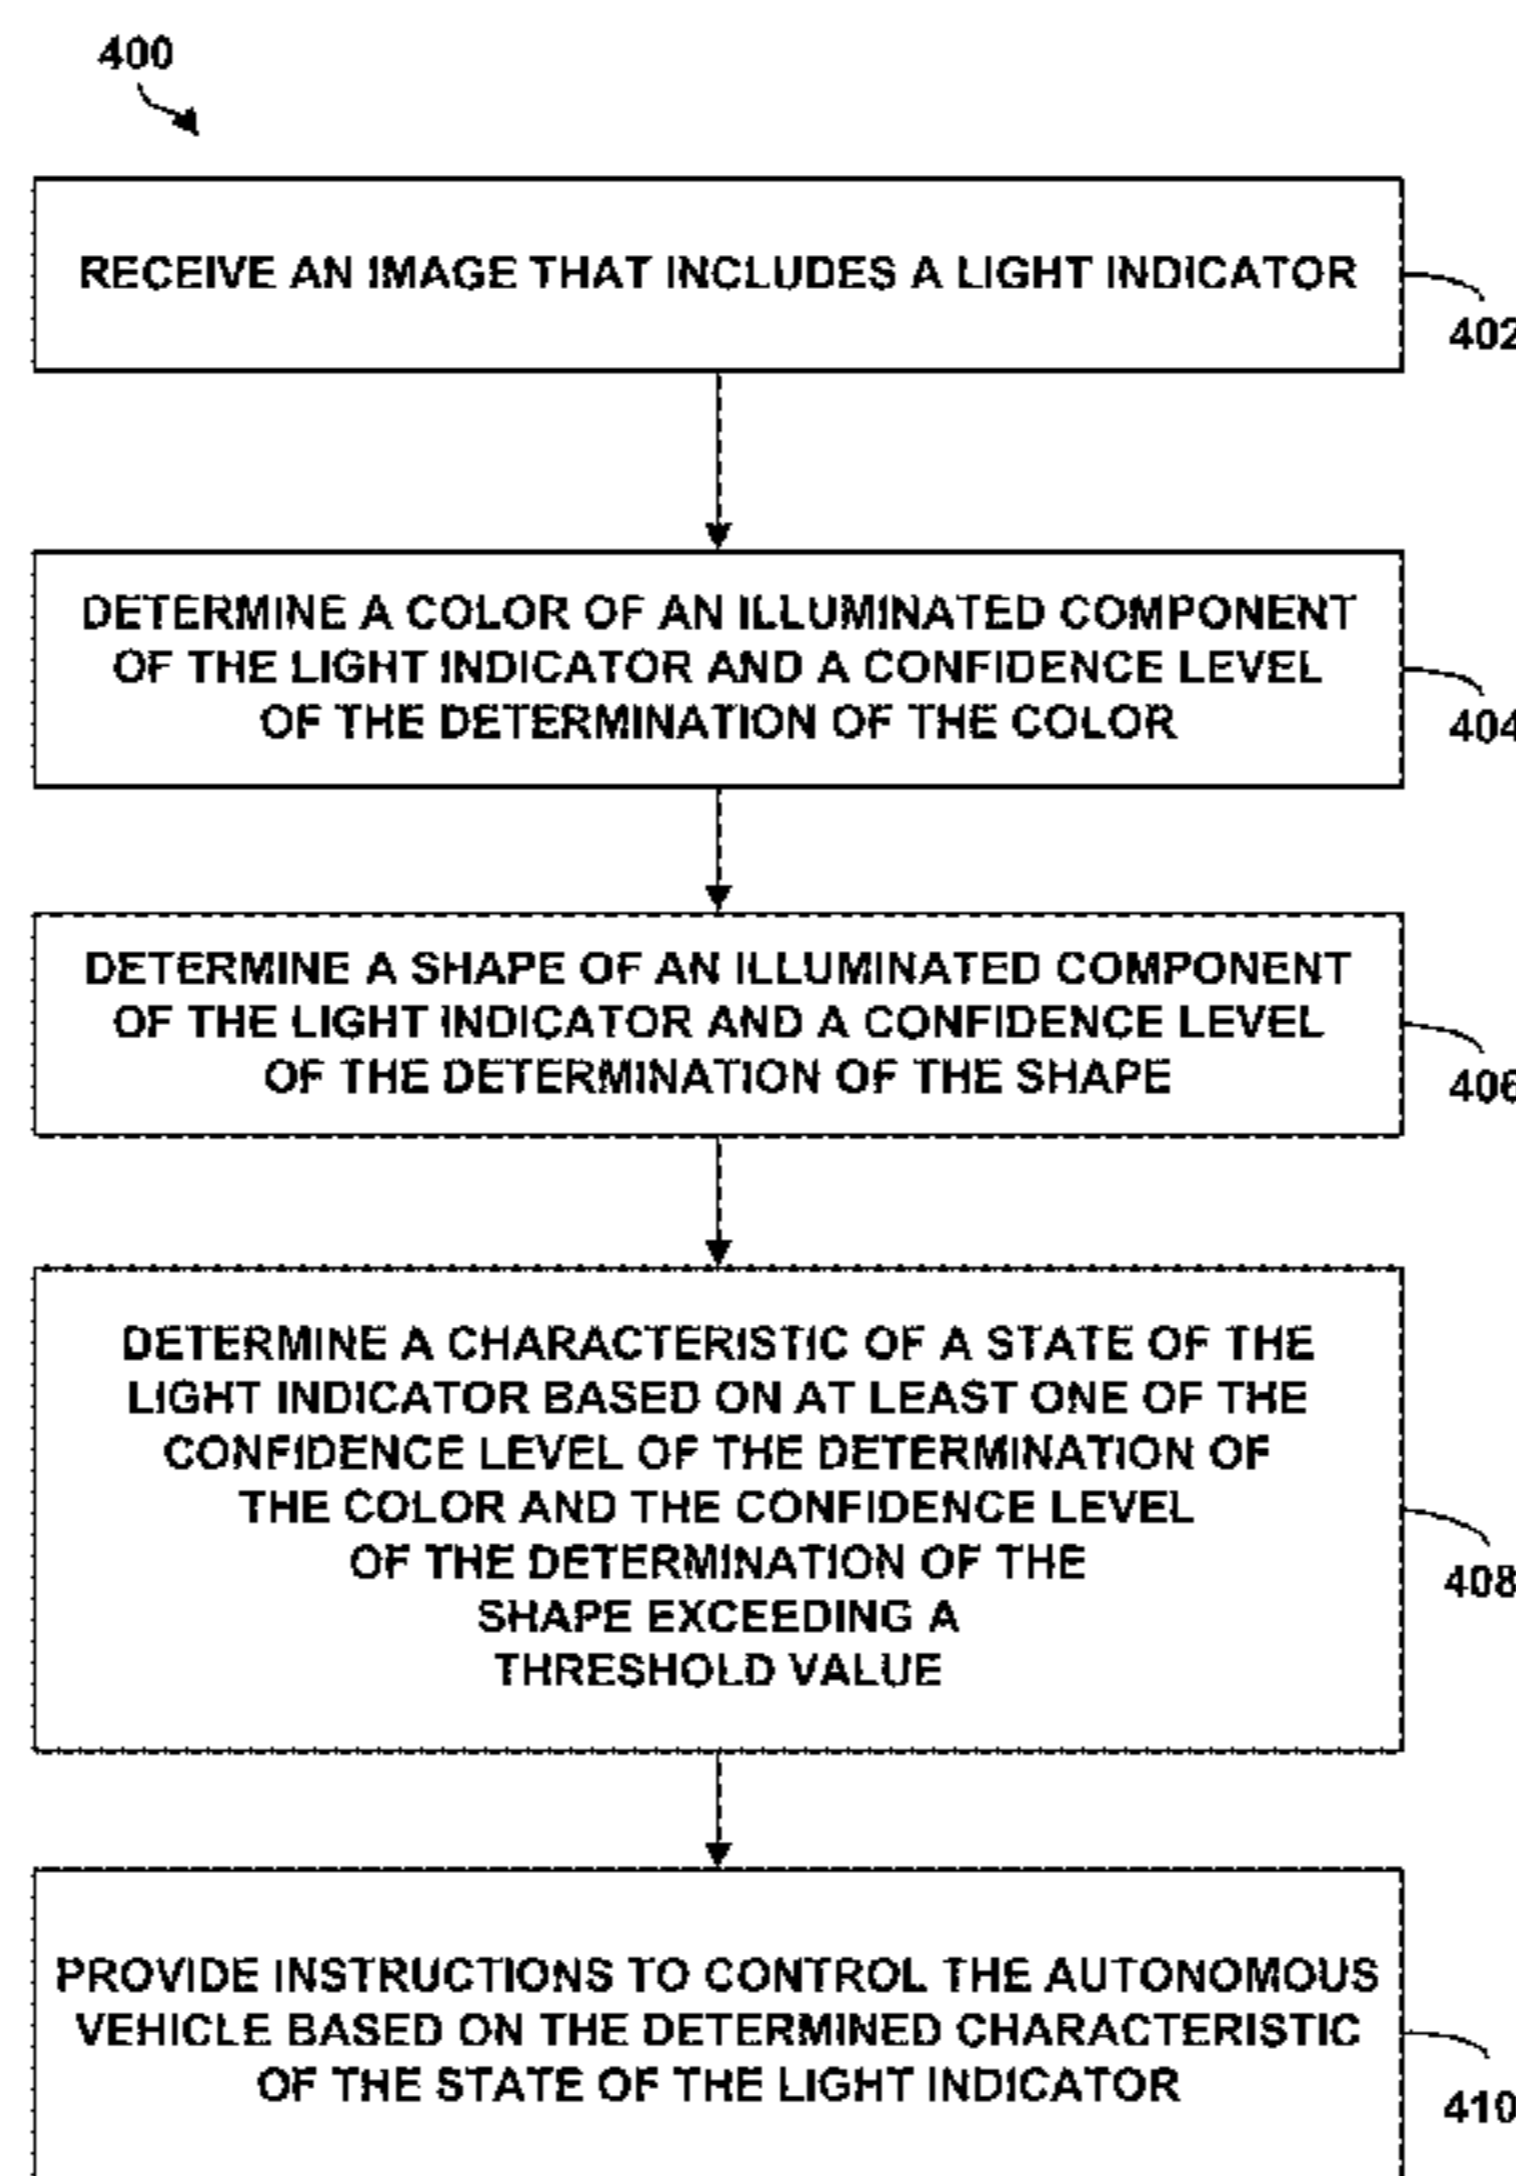 400
RECEIVE AN IMAGE THAT INCLUDES A LIGHT INDICATOR
402
DETERMINE A COLOR OF AN ILLUMINATED COMPONENT
OF THE LIGHT INDICATOR AND A CONFIDENCE LEVEL
OF THE DETERMINATION OF THE COLOR
404
DETERMINE A SHAPE OF AN ILLUMINATED COMPONENT
OF THE LIGHT INDICATOR AND A CONFIDENCE LEVEL
OF THE DETERMINATION OF THE SHAPE
406
DETERMINE A CHARACTERISTIC OF A STATE OF THE
LIGHT INDICATOR BASED ON AT LEAST ONE OF THE
CONFIDENCE LEVEL OF THE DETERMINATION OF
THE COLOR AND THE CONFIDENCE LEVEL
OF THE DETERMINATION OF THE
SHAPE EXCEEDING A
THRESHOLD VALUE
408
PROVIDE INSTRUCTIONS TO CONTROL THE AUTONOMOUS
VEHICLE BASED ON THE DETERMINED CHARACTERISTIC
OF THE STATE OF THE LIGHT INDICATOR
410